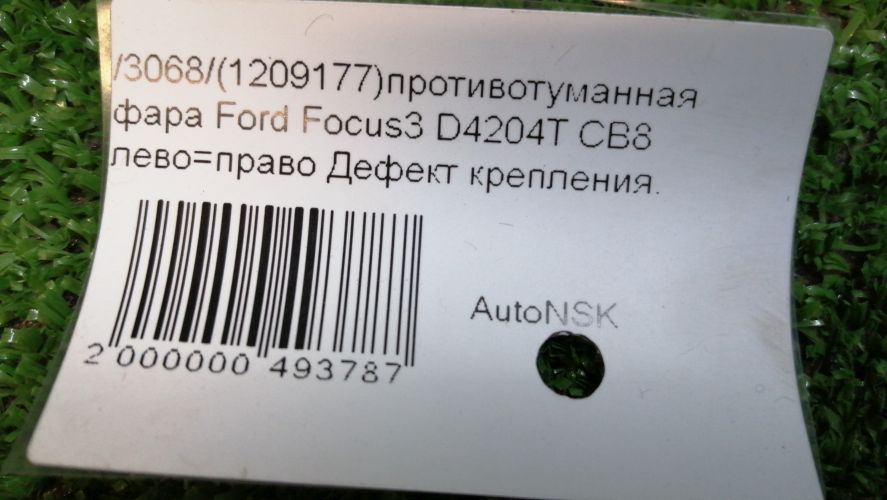 /3068/(1209177)противотуманная
фара Ford Focus3 D4204T CB8
лево=право Дефект крепления.
AutoNSK
2 000000 493787